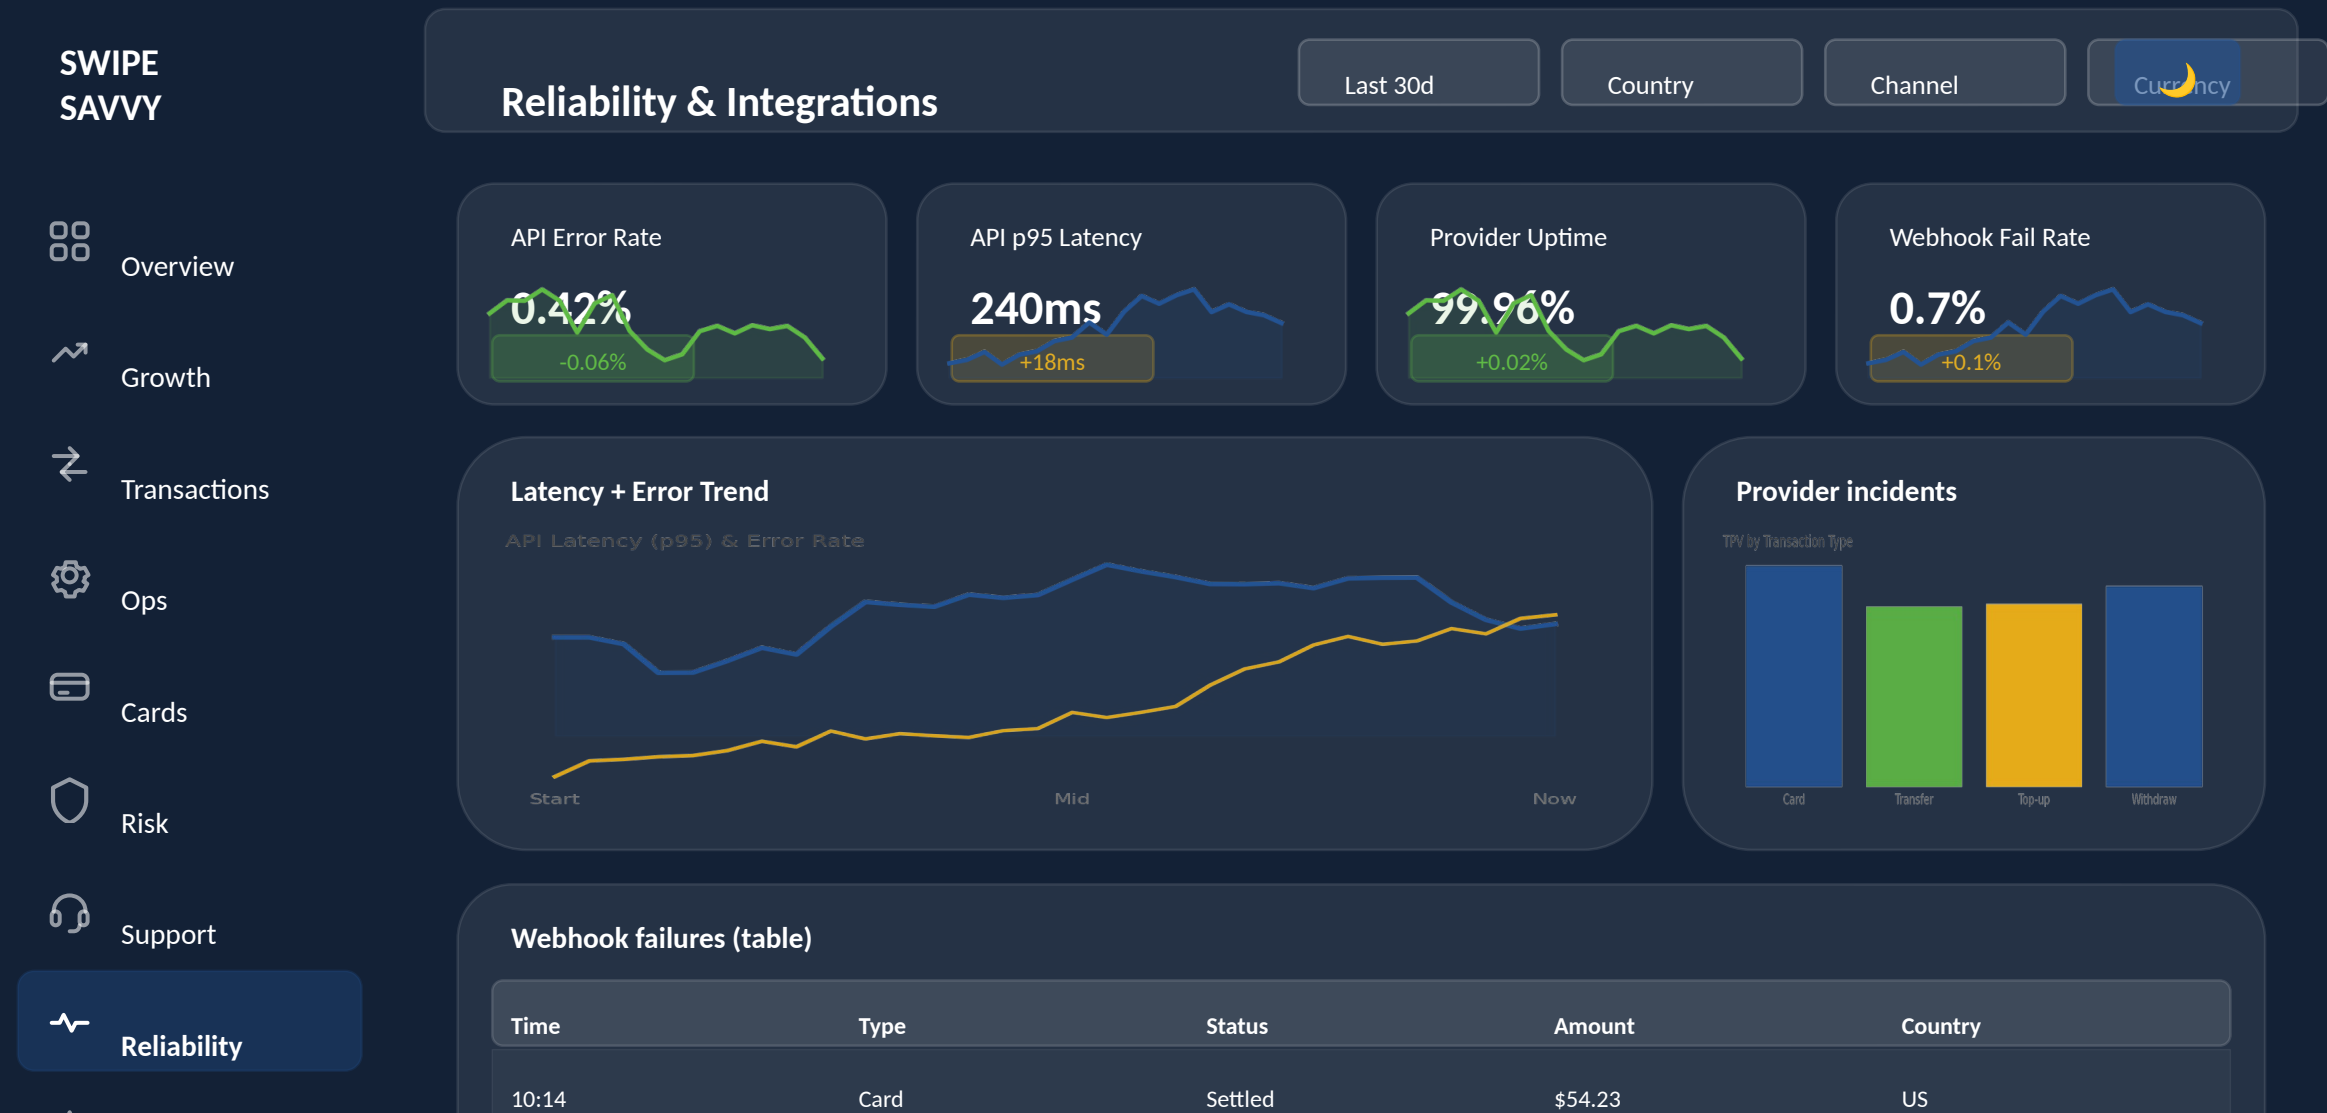 SWIPE
SAVVY
Overview
Growth
Transactions
Ops
Cards
Risk
Support
Reliability
Reliability & Integrations
Last 30d
Country
Channel
Currency
API Error Rate
0.42%
-0.06%
API p95 Latency
240ms
+18ms
Provider Uptime
99.96%
+0.02%
Webhook Fail Rate
0.7%
+0.1%
Latency + Error Trend
API Latency (p95) & Error Rate
Start Mid Now
Provider incidents
TPV by Transaction Type
Card Transfer Top-up Withdraw
Webhook failures (table)
Time Type Status Amount Country
10:14 Card Settled $54.23 US